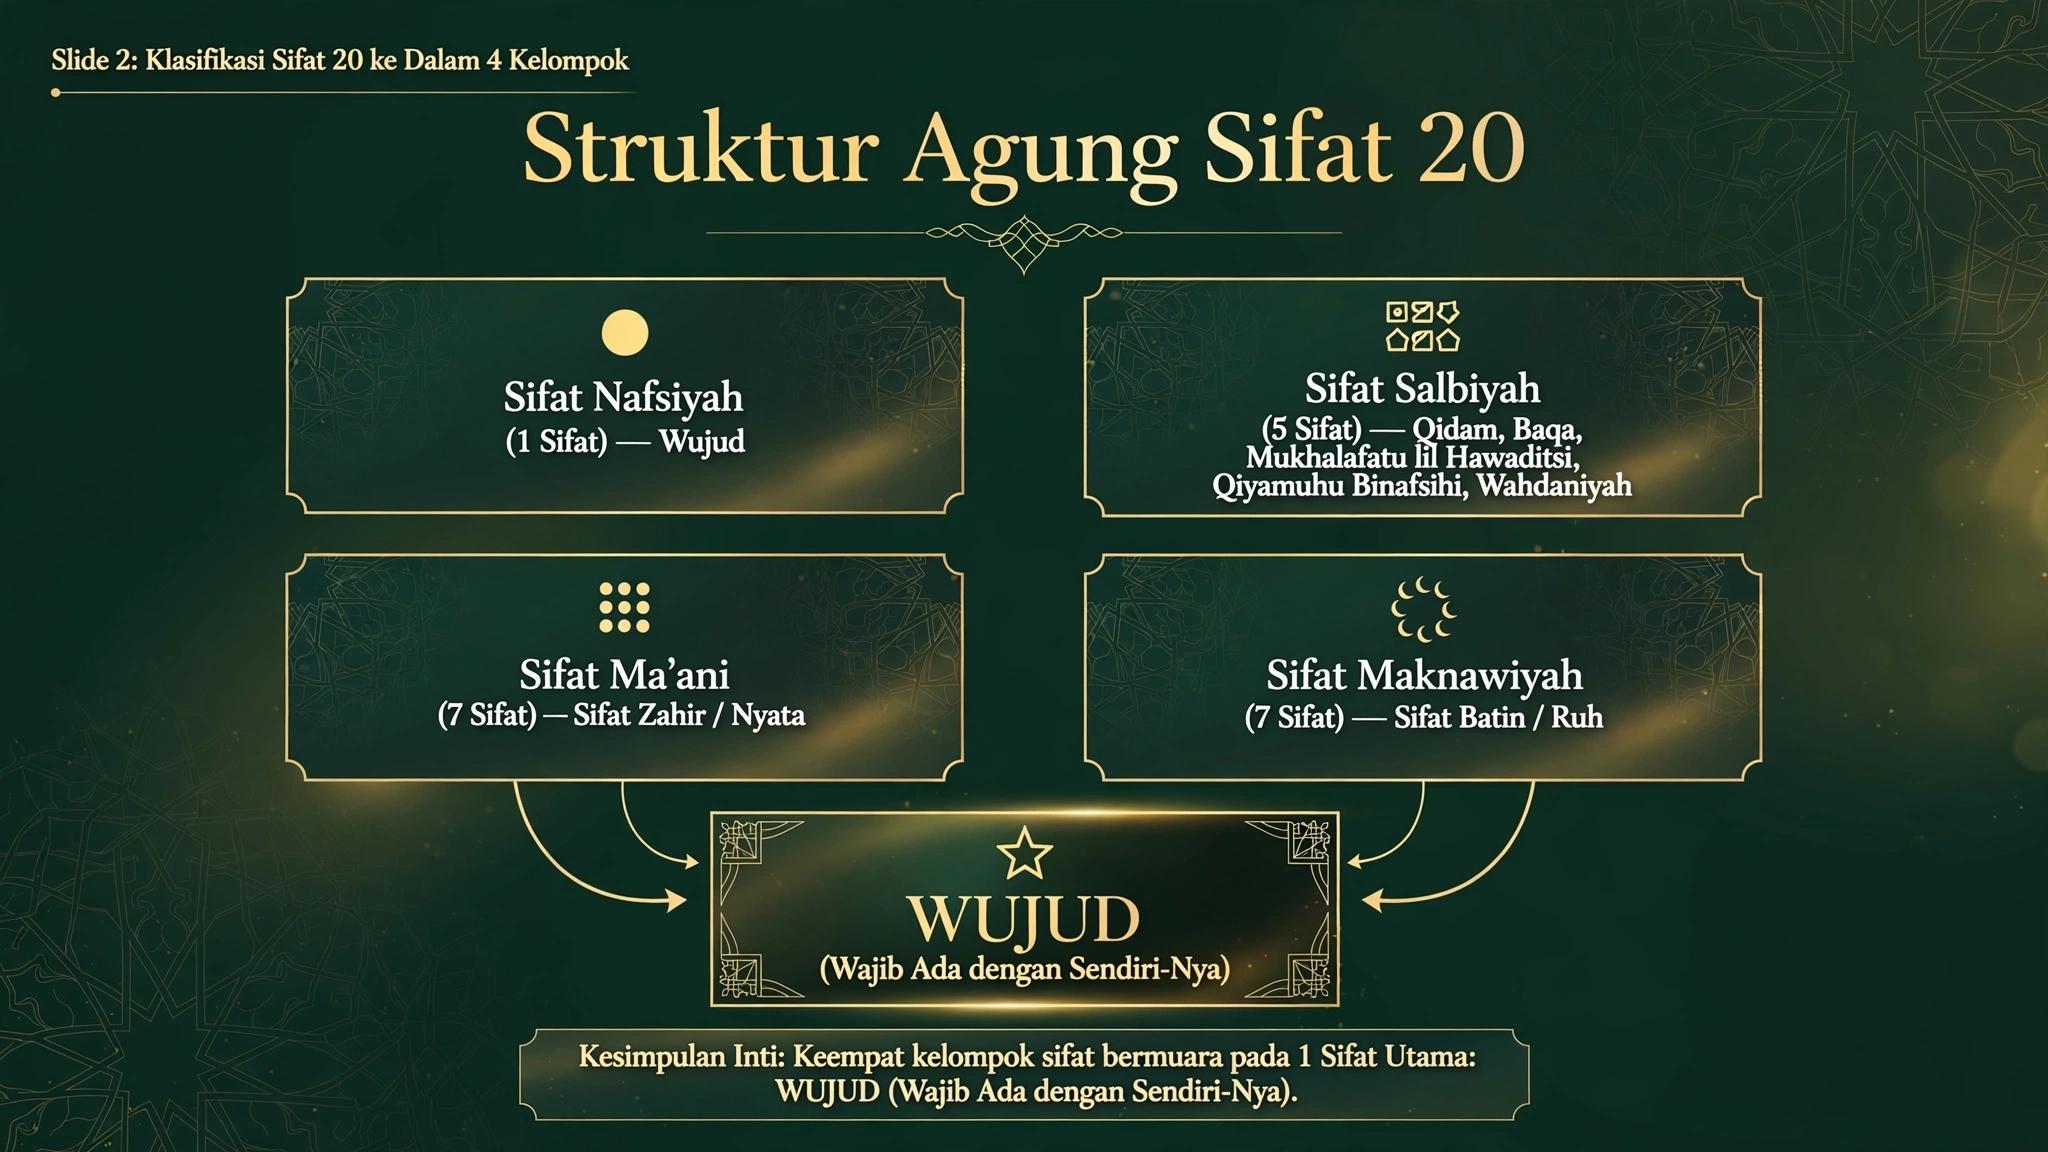 Slide 2: Klasifikasi Sifat 20 ke Dalam 4 Kelompok
Struktur Agung Sifat 20
Sifat Nafsiyah
(1 Sifat) — Wujud
Sifat Salbiyah
(5 Sifat) — Qidam, Baqa,
Mukhalafatu lil Hawaditsi,
Qiyamuhu Binafsihi, Wahdaniyah
Sifat Ma’ani
(7 Sifat) — Sifat Zahir / Nyata
Sifat Maknawiyah
(7 Sifat) — Sifat Batin / Ruh
WUJUD
(Wajib Ada dengan Sendiri-Nya)
Kesimpulan Inti: Keempat kelompok sifat bermuara pada 1 Sifat Utama:
WUJUD (Wajib Ada dengan Sendiri-Nya).